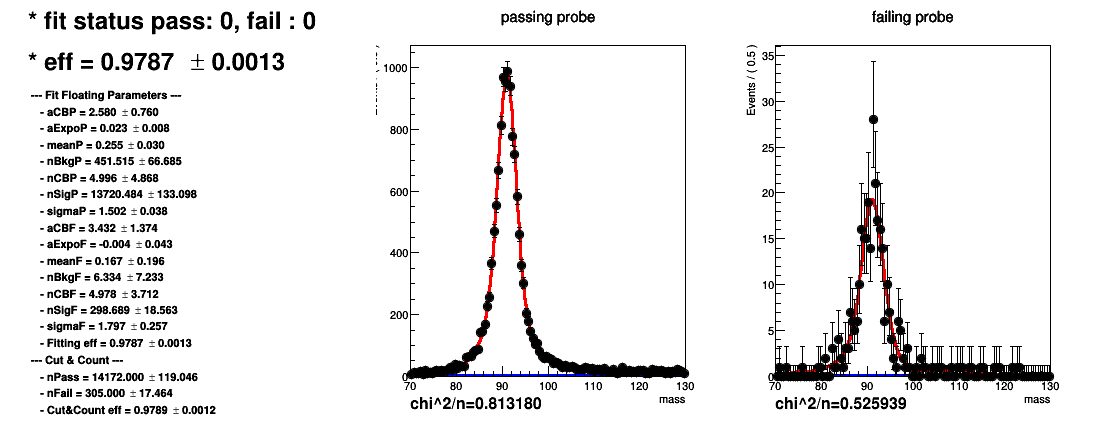 * fit status pass: 0, fail : 0
* eff = 0.9787 ± 0.0013
--- Fit Floating Parameters ---
- aCBP = 2.580 ± 0.760
- aExpoP = 0.023 ± 0.008
- meanP = 0.255 ± 0.030
- nBkgP = 451.515 ± 66.685
- nCBP = 4.996 ± 4.868
- nSigP = 13720.484 ± 133.098
- sigmaP = 1.502 ± 0.038
- aCBF = 3.432 ± 1.374
- aExpoF = -0.004 ± 0.043
- meanF = 0.167 ± 0.196
- nBkgF = 6.334 ± 7.233
- nCBF = 4.978 ± 3.712
- nSigF = 298.689 ± 18.563
- sigmaF = 1.797 ± 0.257
- Fitting eff = 0.9787 ± 0.0013
--- Cut & Count ---
- nPass = 14172.000 ± 119.046
- nFail = 305.000 ± 17.464
- Cut&Count eff = 0.9789 ± 0.0012
passing probe
1000
800
600
400
200
0
70 80 90 100 110 120 130
mass
chi^2/n=0.813180
failing probe
Events / ( 0.5 )
35
30
25
20
15
10
5
0
70 80 90 100 110 120 130
mass
chi^2/n=0.525939